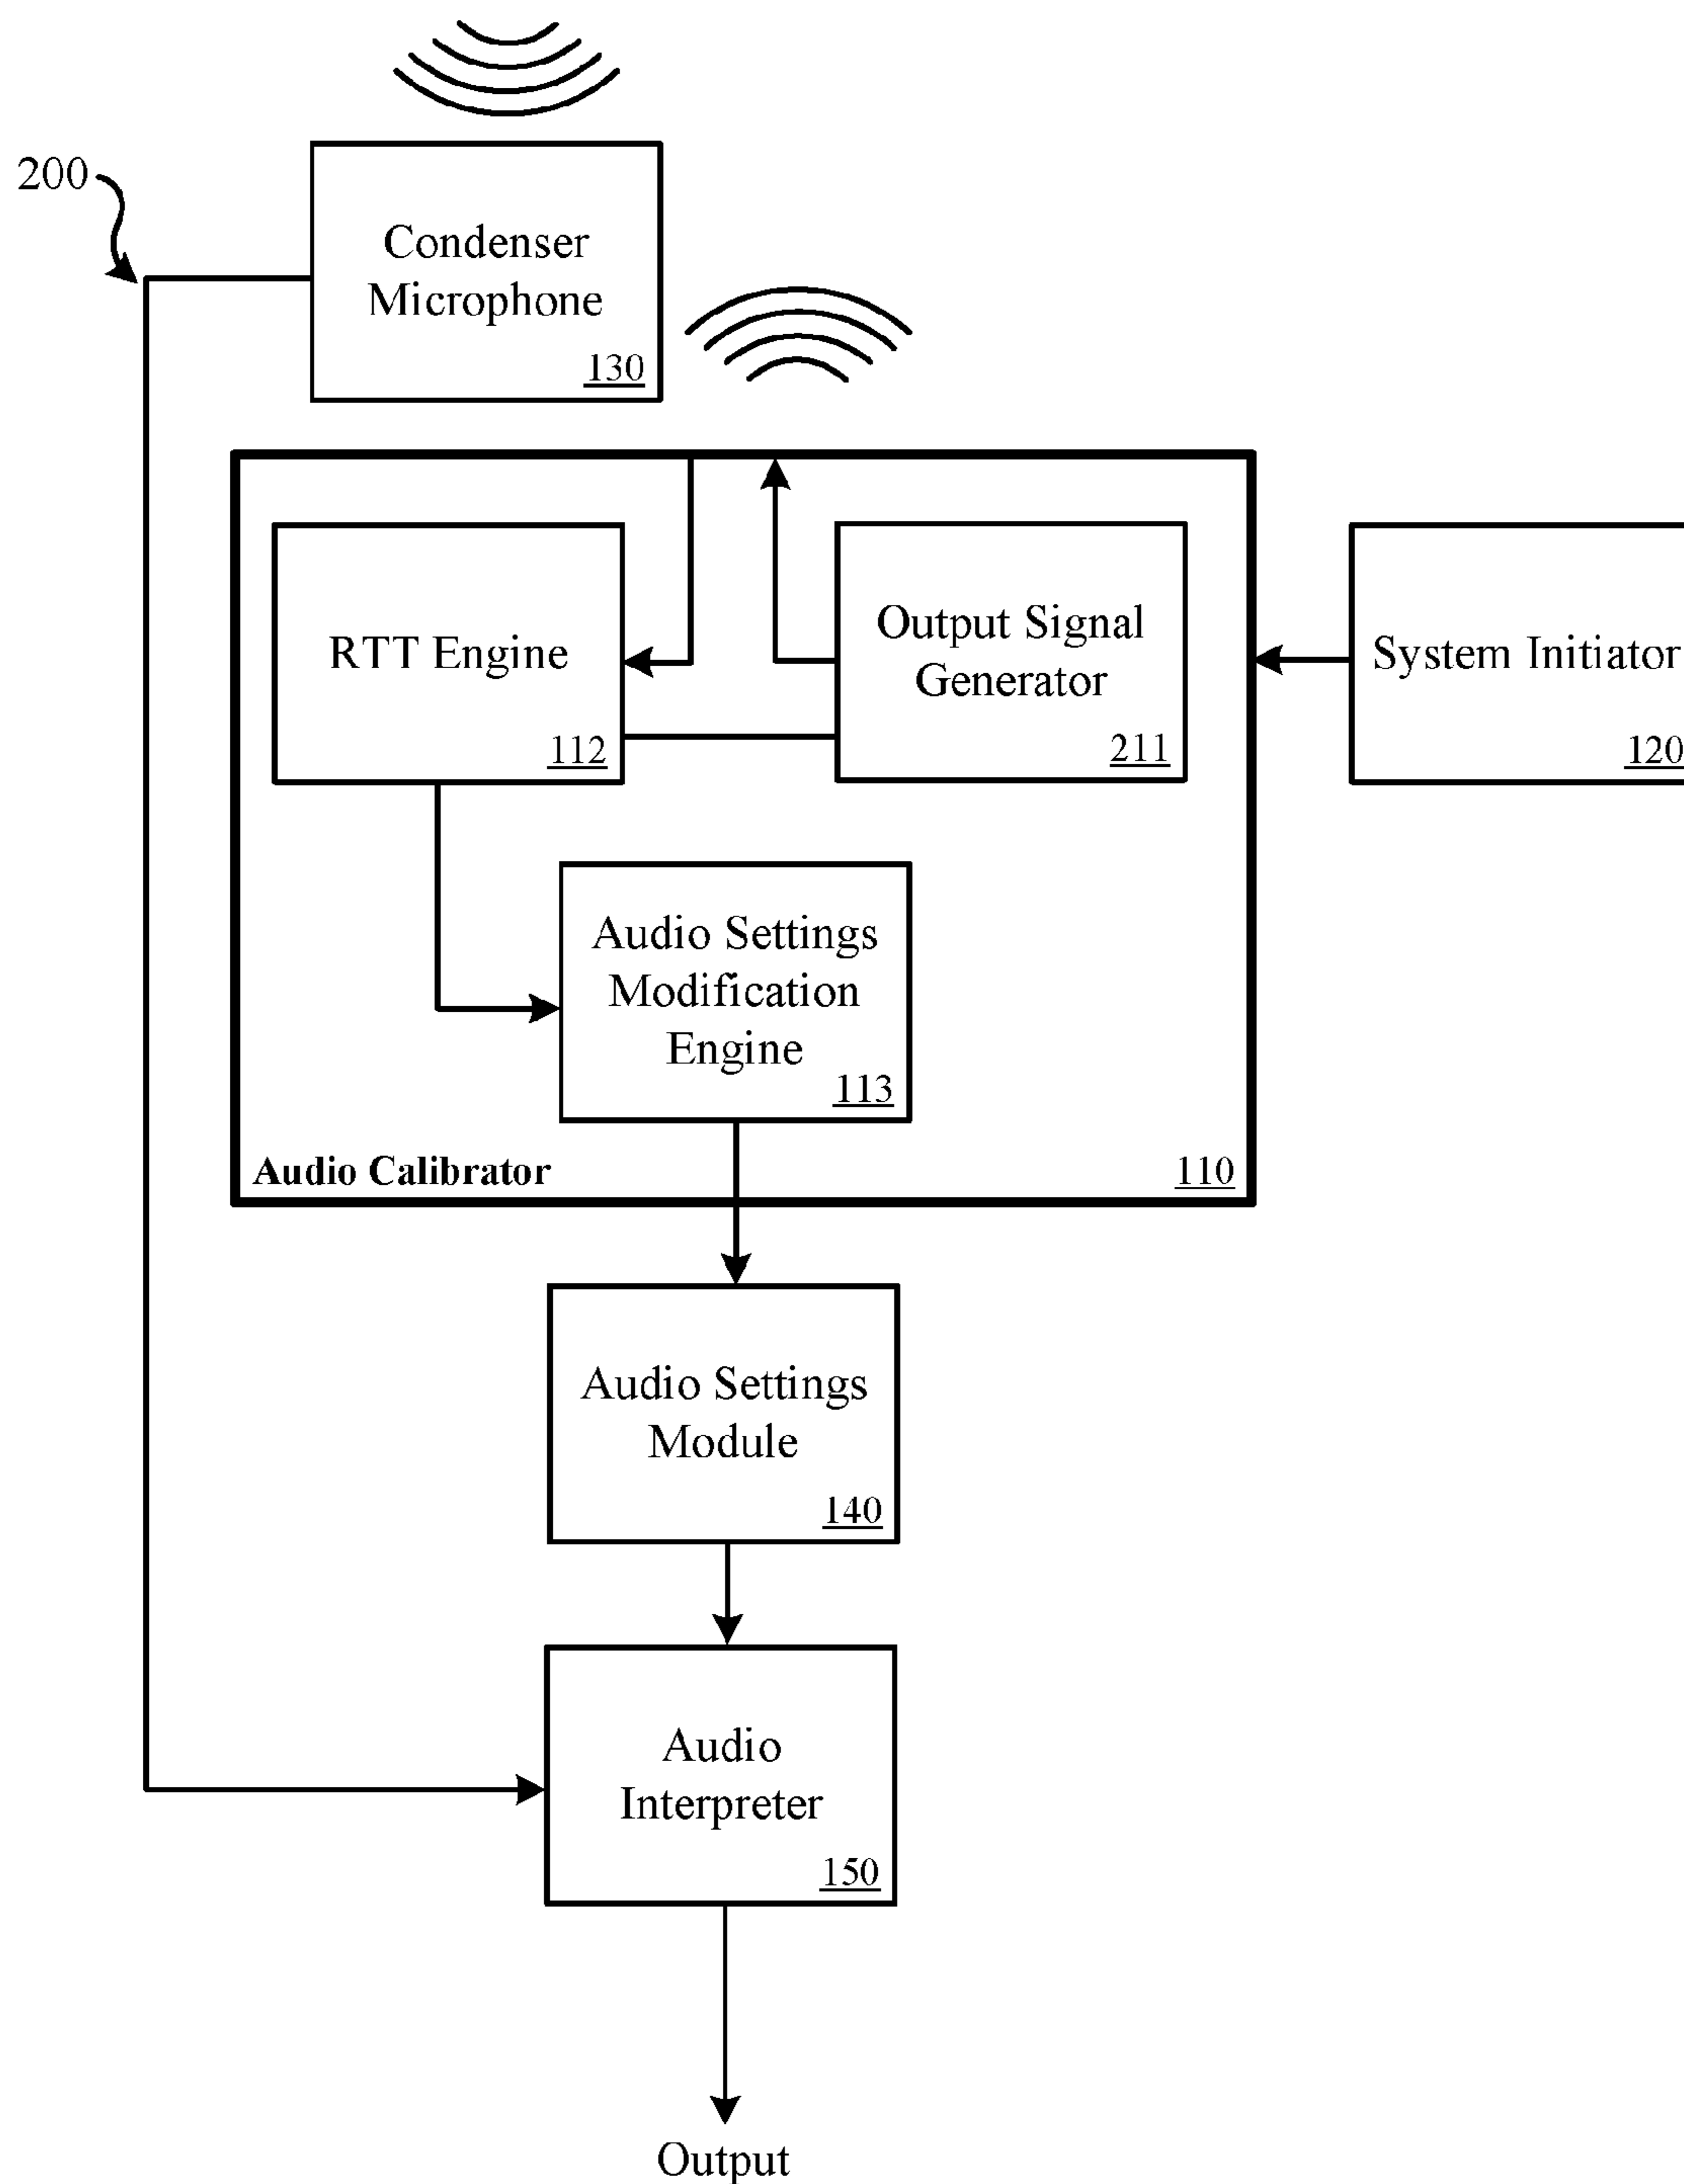 200
Condenser
Microphone
130
RTT Engine
112
Output Signal
Generator
211
System Initiator
120
Audio Settings
Modification
Engine
113
Audio Calibrator
110
Audio Settings
Module
140
Audio
Interpreter
150
Output